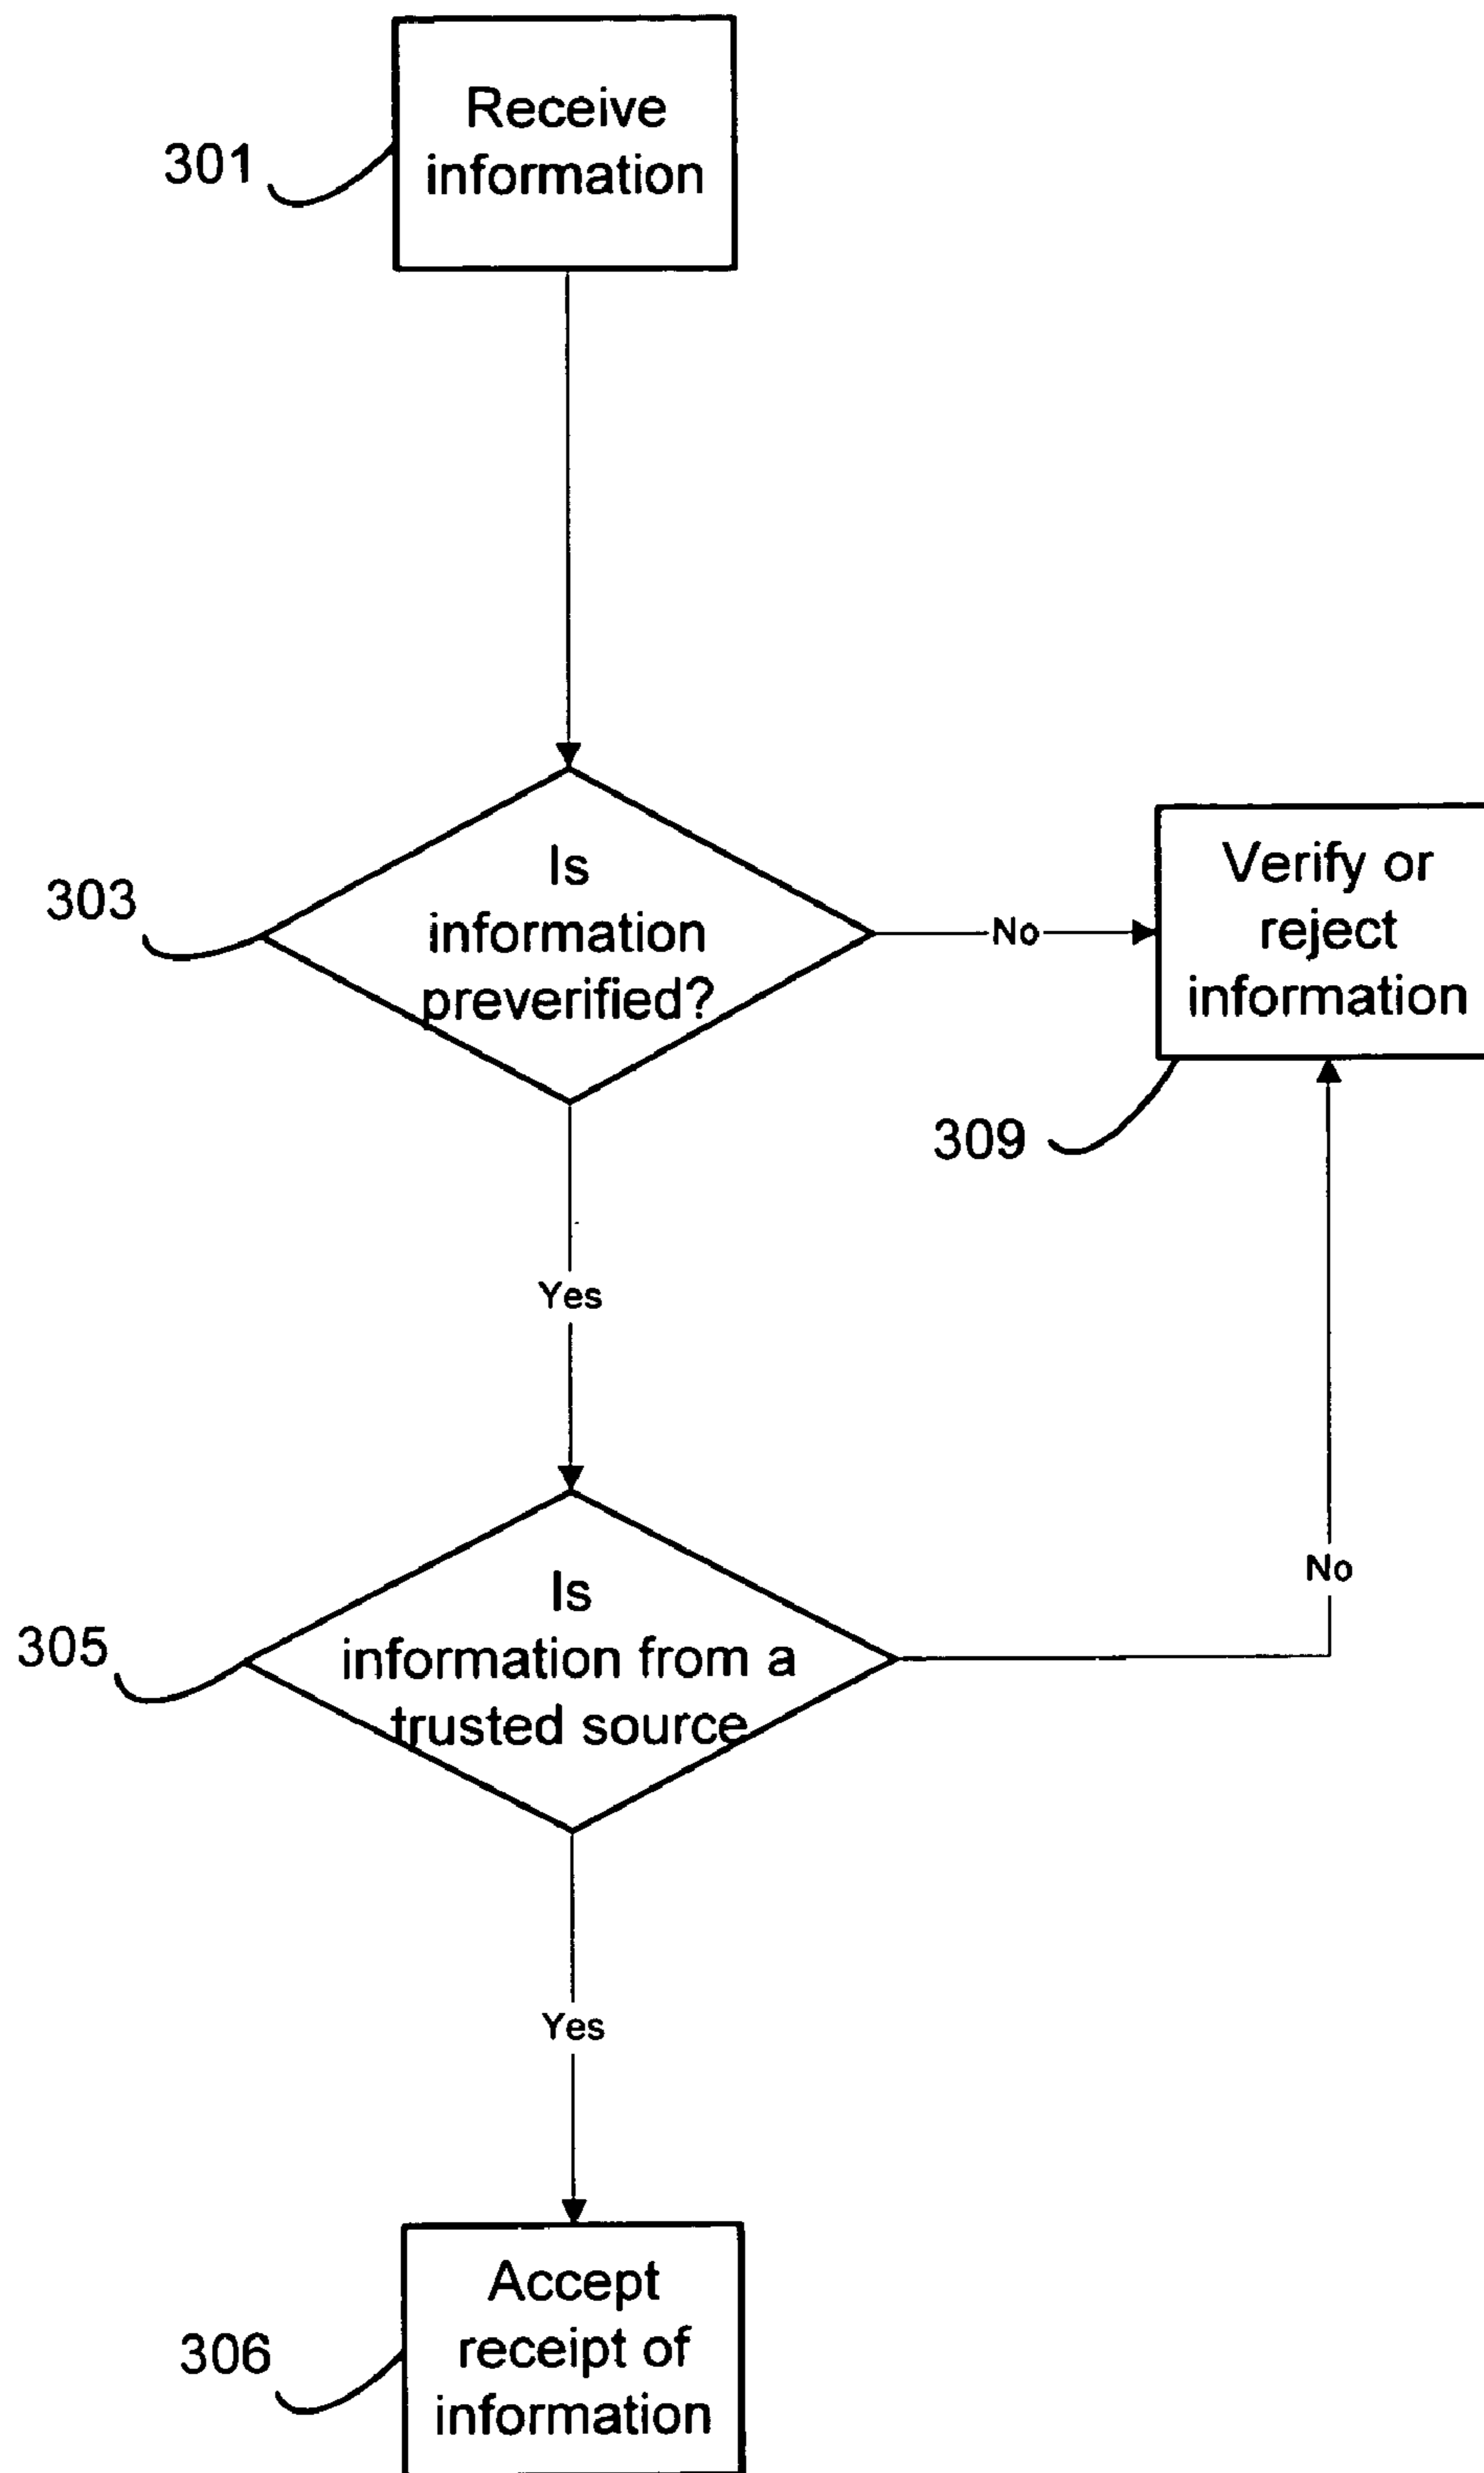 Receive
information
301
Is
information
preverified?
303
No
Verify or
reject
information
309
Yes
Is
information from a
trusted source
305
No
Yes
Accept
receipt of
information
306